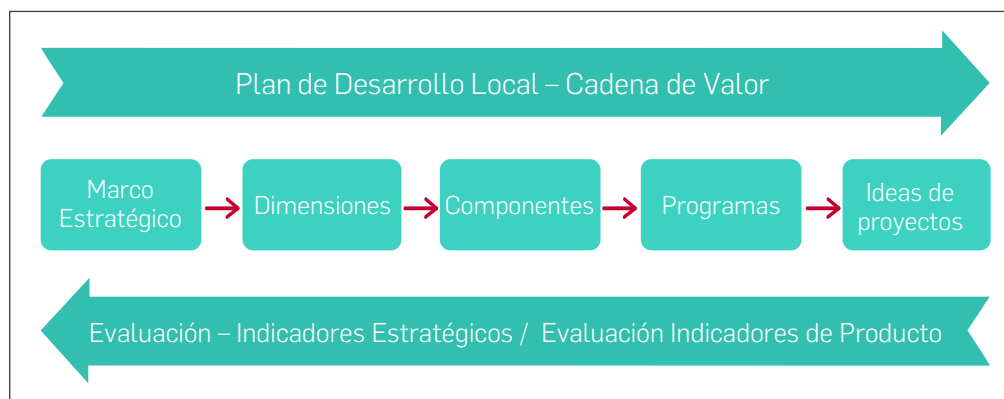 Plan de Desarrollo Local – Cadena de Valor
Marco
Estratégico
Dimensiones
Componentes
Programas
Ideas de
proyectos
Evaluación – Indicadores Estratégicos / Evaluación Indicadores de Producto